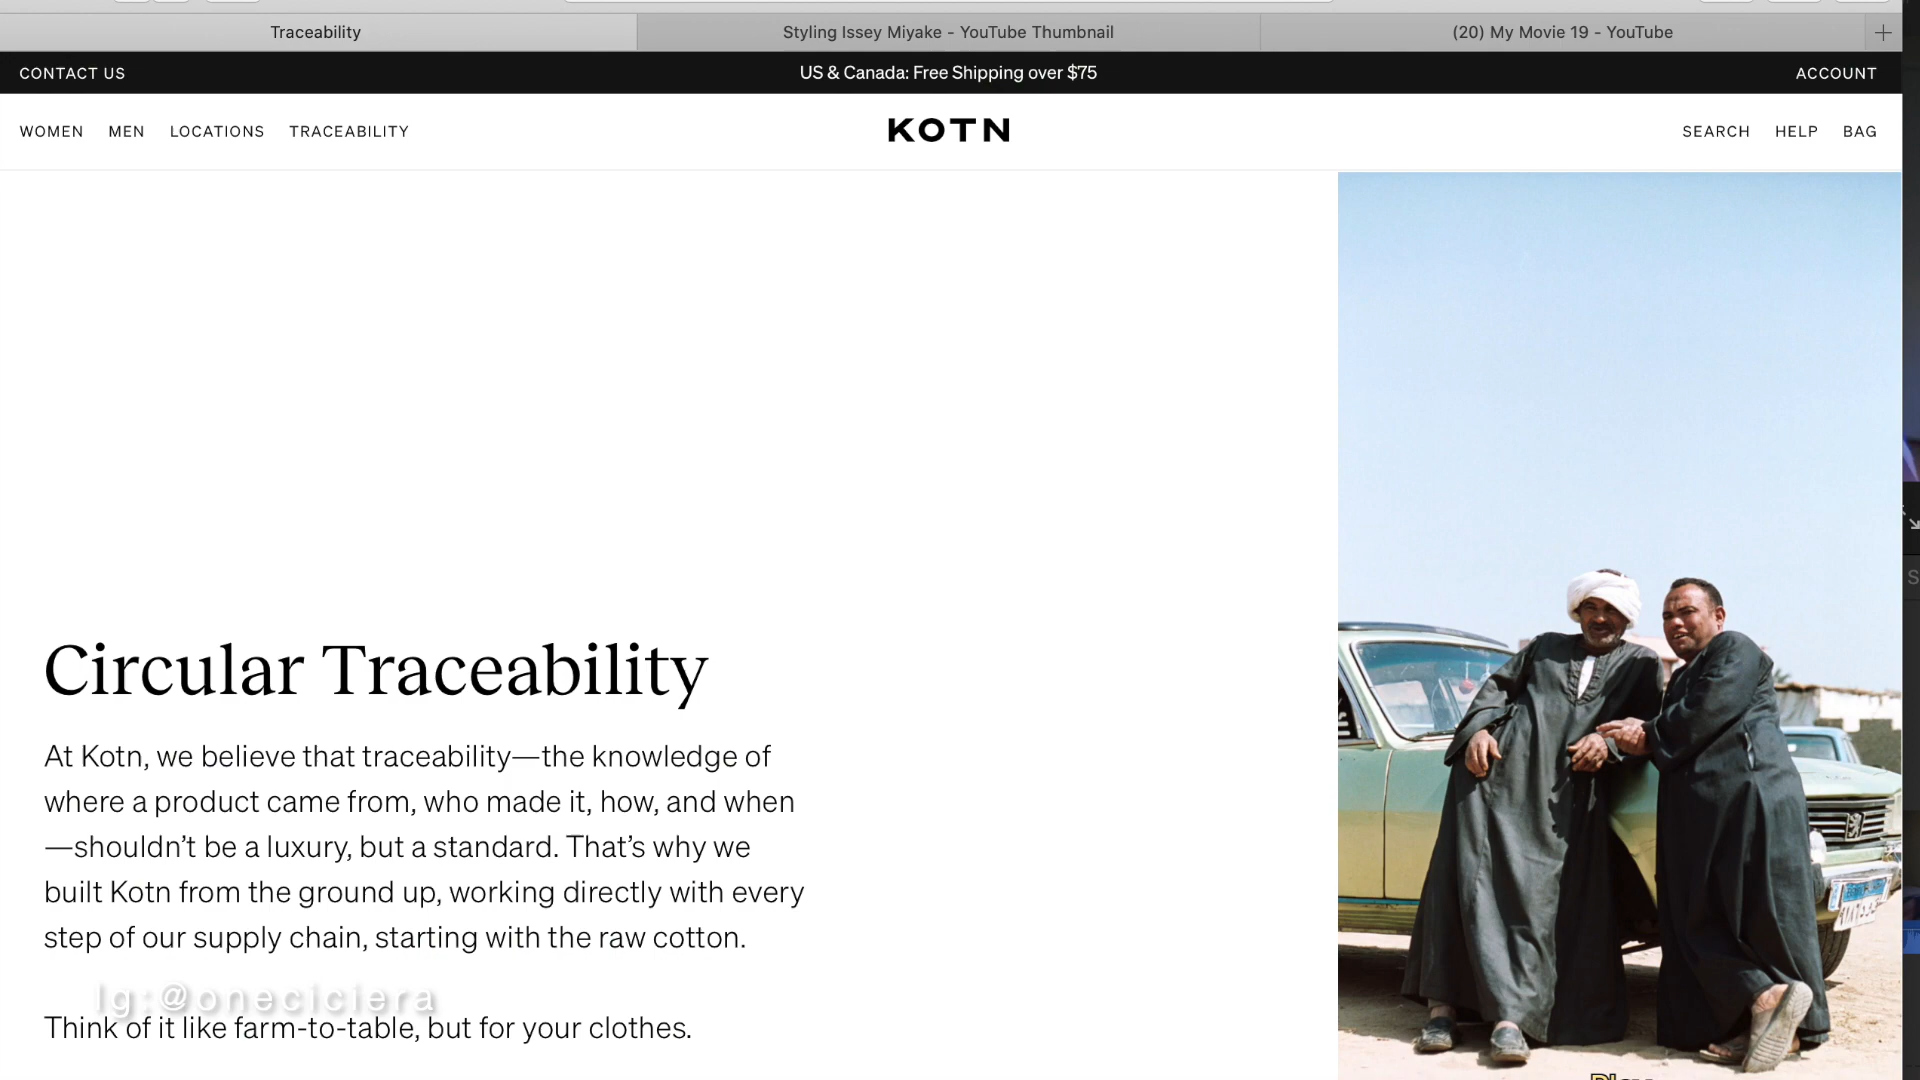 Traceability
Styling Issey Miyake - YouTube Thumbnail
(20) My Movie 19 - YouTube
CONTACT US
US & Canada: Free Shipping over $75
ACCOUNT
WOMEN MEN LOCATIONS TRACEABILITY
KOTN
SEARCH HELP BAG
Circular Traceability
At Kotn, we believe that traceability—the knowledge of
where a product came from, who made it, how, and when
—shouldn’t be a luxury, but a standard. That’s why we
built Kotn from the ground up, working directly with every
step of our supply chain, starting with the raw cotton.
Ig:@oneciciera
Think of it like farm-to-table, but for your clothes.